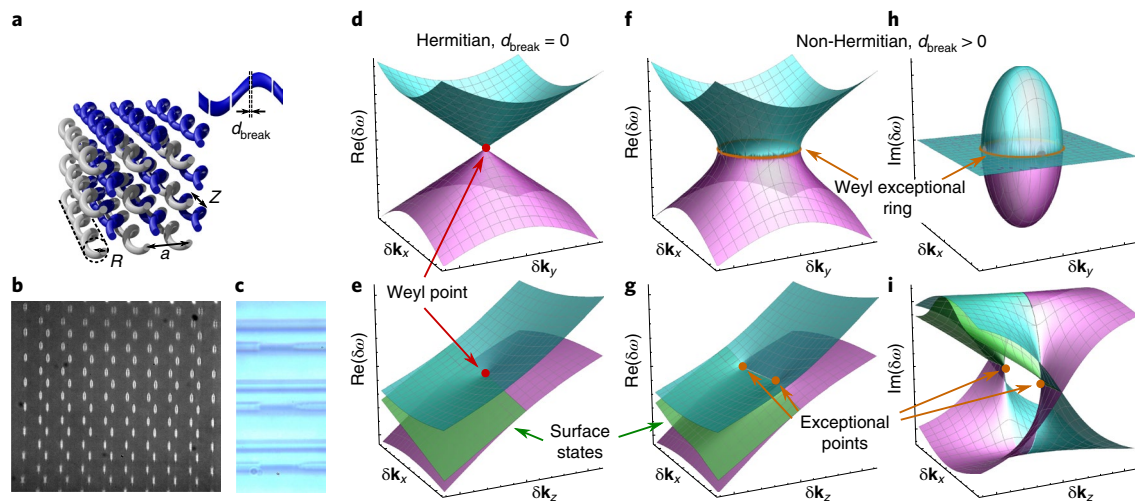 a
d
f
h
Hermitian, d_break = 0
Non-Hermitian, d_break > 0
d_break
Z
R
a
Re(δω)
δk_x
δk_y
Re(δω)
δk_x
δk_y
Im(δω)
δk_x
δk_y
Weyl exceptional
ring
b
c
e
g
i
Weyl point
Re(δω)
δk_x
δk_z
Surface
states
Re(δω)
δk_x
δk_z
Exceptional
points
Im(δω)
δk_x
δk_z